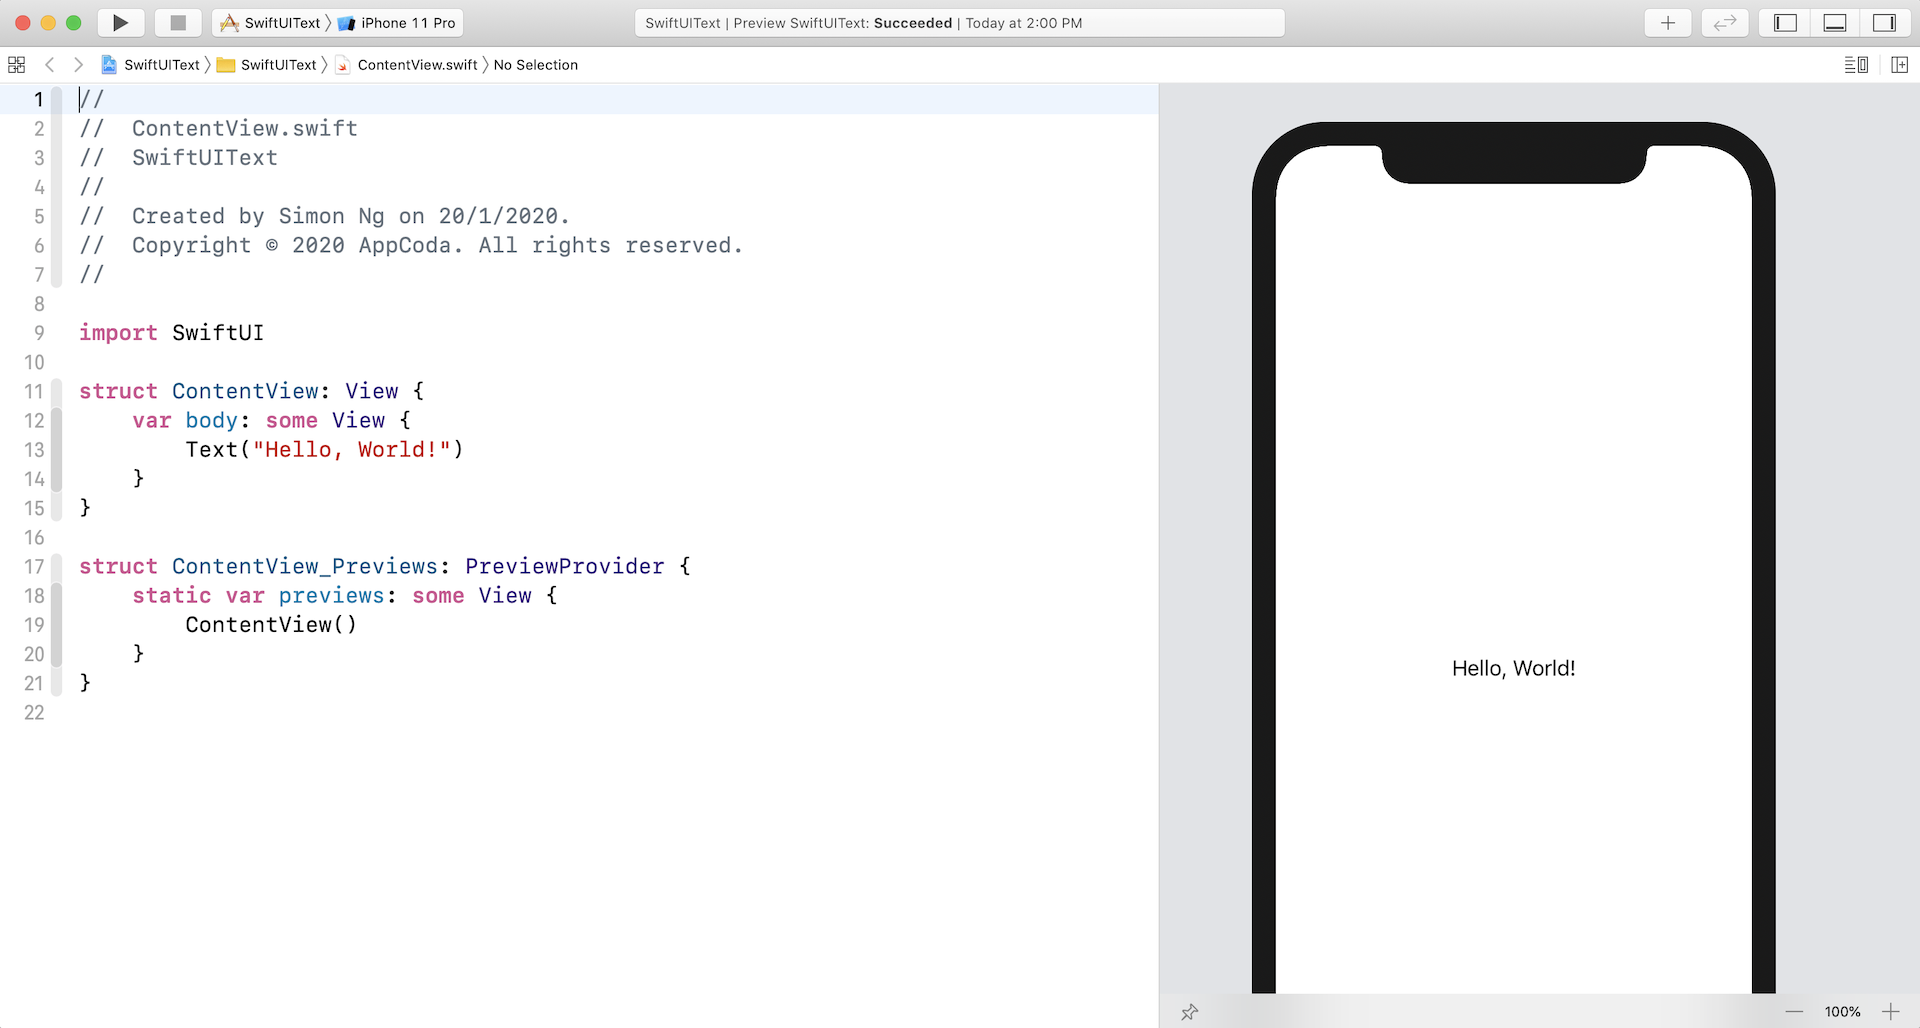 SwiftUIText iPhone 11 Pro
SwiftUIText | Preview SwiftUIText: Succeeded | Today at 2:00 PM
SwiftUIText SwiftUIText ContentView.swift No Selection
1 //
2 //  ContentView.swift
3 //  SwiftUIText
4 //
5 //  Created by Simon Ng on 20/1/2020.
6 //  Copyright © 2020 AppCoda. All rights reserved.
7 //
8
9 import SwiftUI
10
11 struct ContentView: View {
12     var body: some View {
13         Text("Hello, World!")
14     }
15 }
16
17 struct ContentView_Previews: PreviewProvider {
18     static var previews: some View {
19         ContentView()
20     }
21 }
22
Hello, World!
100%